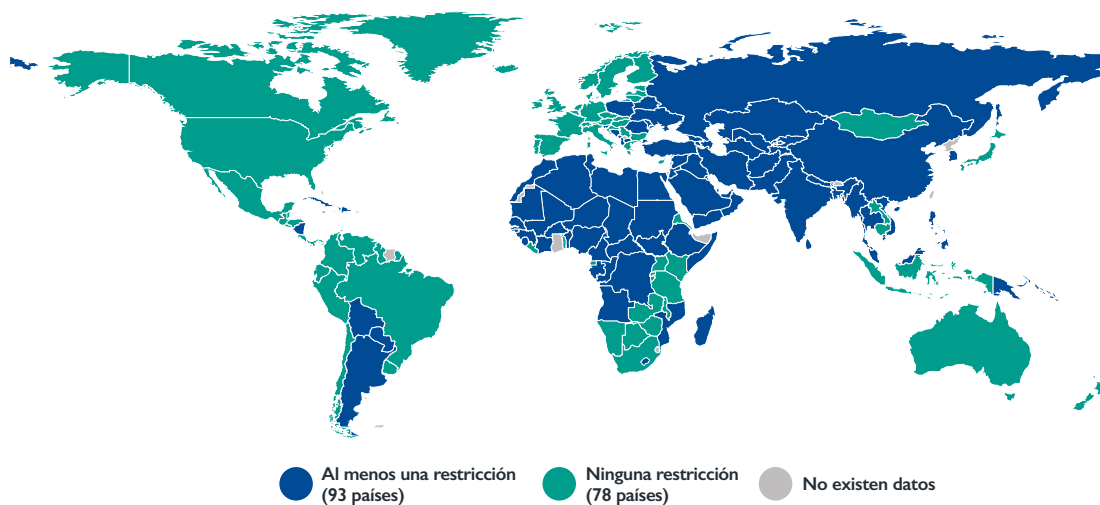 Al menos una restricción
(93 países)
Ninguna restricción
(78 países)
No existen datos